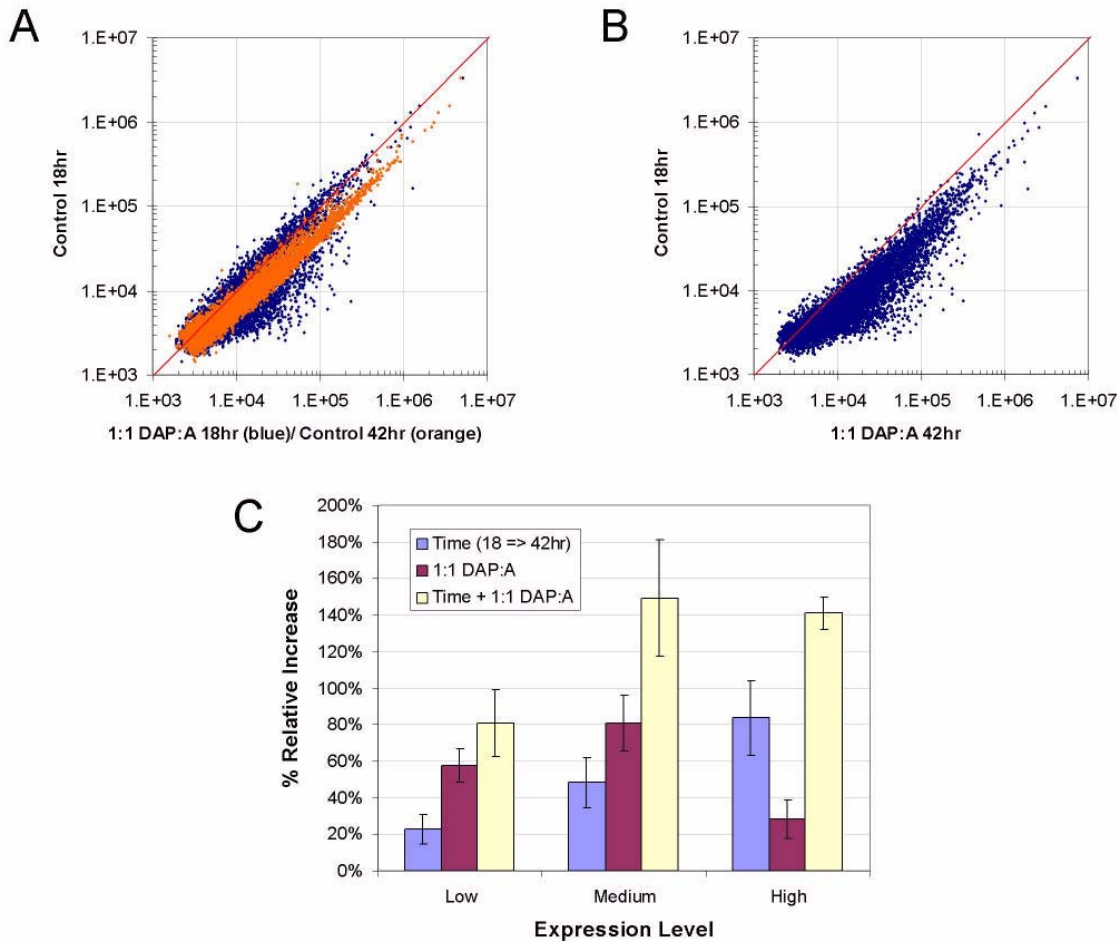 A
1.E+07
1.E+06
1.E+05
1.E+04
1.E+03
Control 18hr
1.E+03 1.E+04 1.E+05 1.E+06 1.E+07
1:1 DAP:A 18hr (blue)/ Control 42hr (orange)
B
1.E+07
1.E+06
1.E+05
1.E+04
1.E+03
Control 18hr
1.E+03 1.E+04 1.E+05 1.E+06 1.E+07
1:1 DAP:A 42hr
C
200%
180%
160%
140%
120%
100%
80%
60%
40%
20%
0%
% Relative Increase
Time (18 => 42hr)
1:1 DAP:A
Time + 1:1 DAP:A
Low Medium High
Expression Level